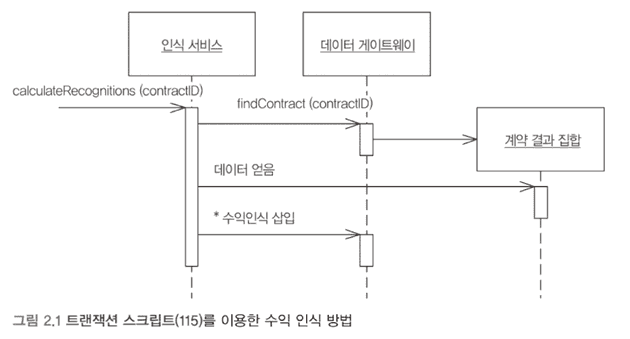 인식 서비스
데이터 게이트웨이
calculateRecognitions (contractID)
findContract (contractID)
계약 결과 집합
데이터 얻음
* 수익인식 삽입
그림 2.1 트랜잭션 스크립트(115)를 이용한 수익 인식 방법